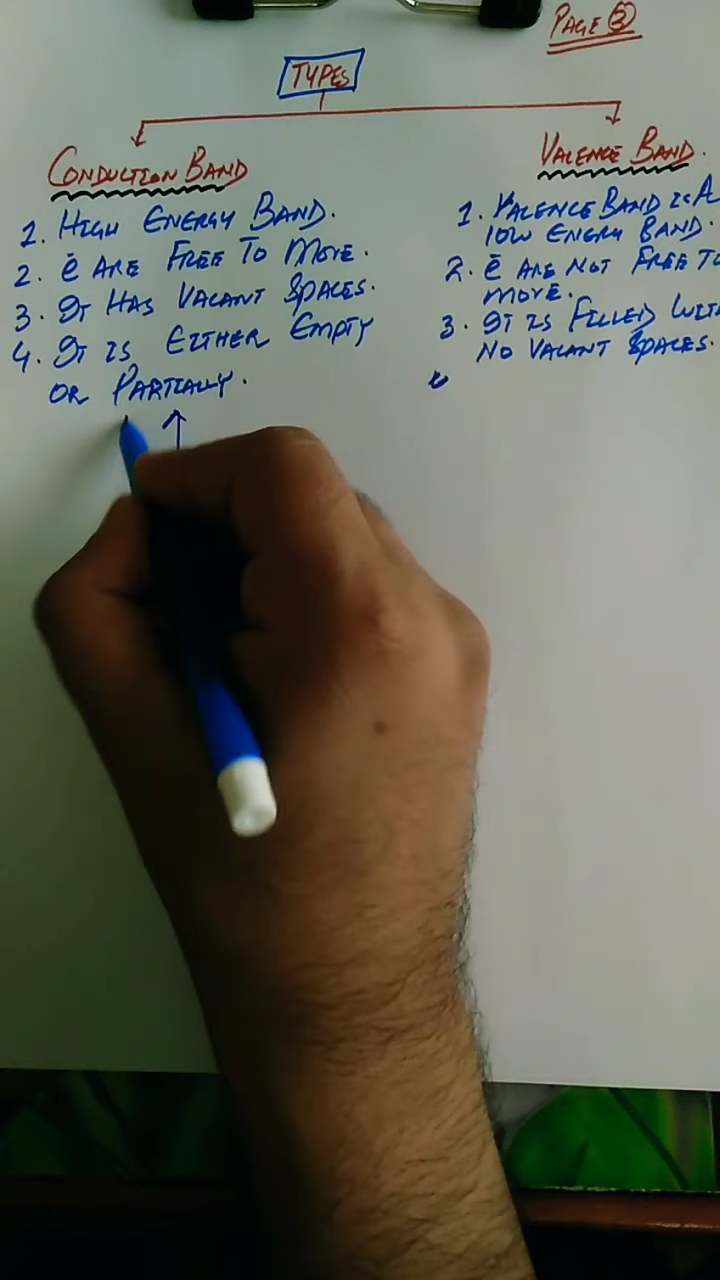 PAGE 3
TYPES
CONDUCTION BAND
1. HIGH ENERGY BAND.
2. ē ARE FREE TO MOVE.
3. IT HAS VACANT SPACES.
4. IT IS EITHER EMPTY
OR PARTIALLY.
VALENCE BAND.
1. VALENCE BAND IS A
LOW ENERGY BAND.
2. ē ARE NOT FREE TO
MOVE.
3. IT IS FILLED WITH
NO VACANT SPACES.